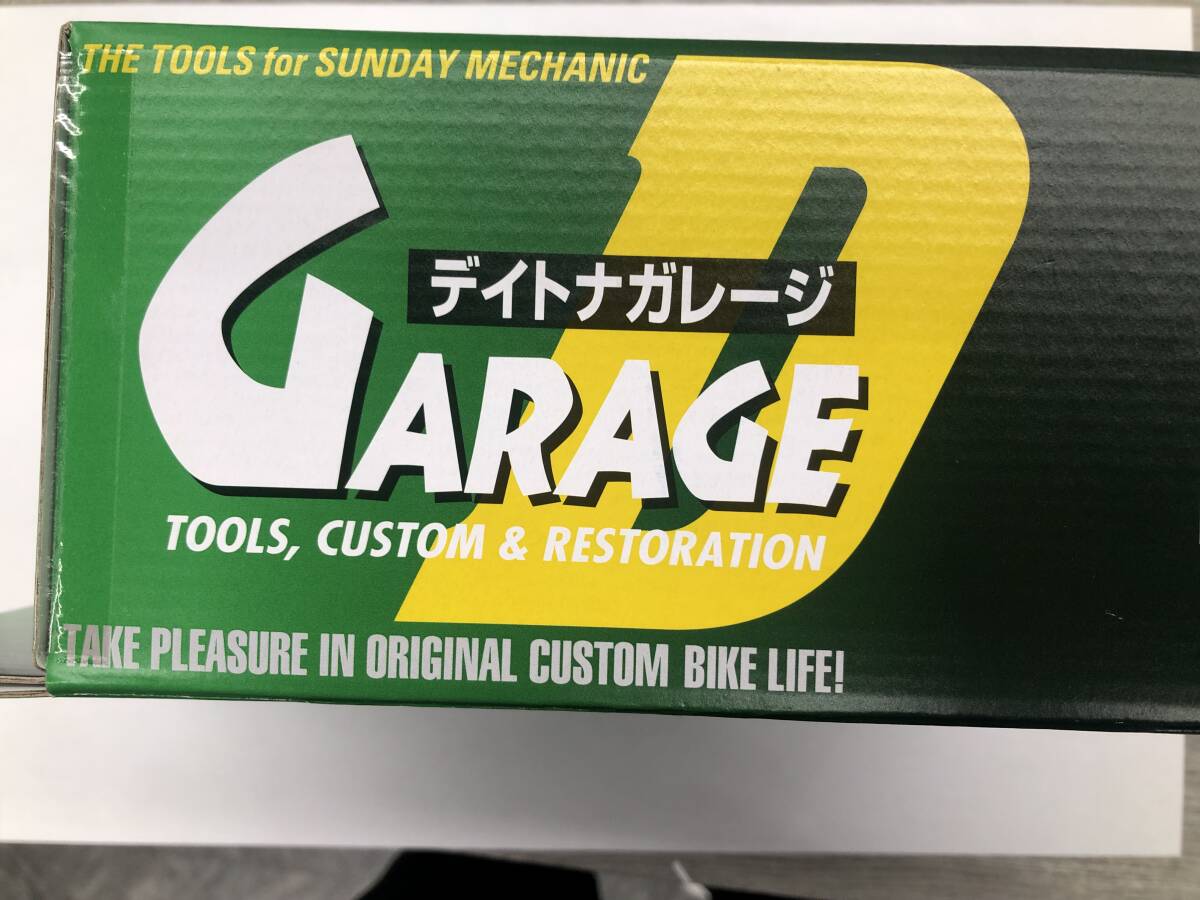 THE TOOLS for SUNDAY MECHANIC
D
デイトナガレージ
GARAGE
TOOLS, CUSTOM & RESTORATION
TAKE PLEASURE IN ORIGINAL CUSTOM BIKE LIFE!